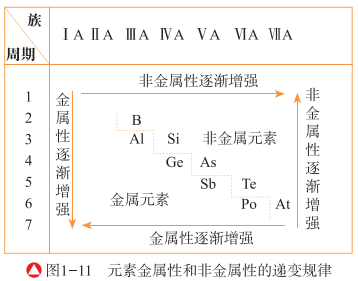 族
周期
ⅠA ⅡA ⅢA ⅣA ⅤA ⅥA ⅦA
非金属性逐渐增强
1
2
3
4
5
6
7
金属性逐渐增强
B
Al Si 非金属元素
Ge As
Sb Te
金属元素 Po At
非金属性逐渐增强
金属性逐渐增强
图1-11 元素金属性和非金属性的递变规律